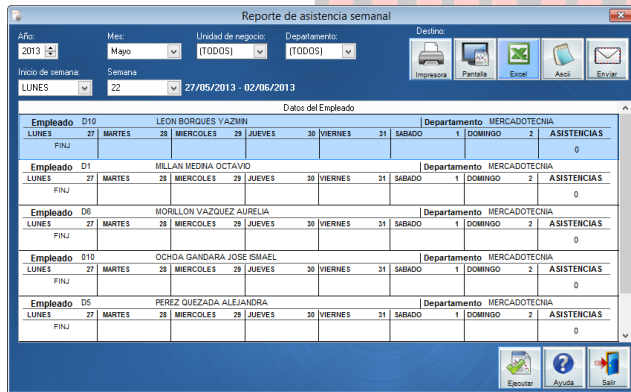 Reporte de asistencia semanal
Año: Mes: Unidad de negocio: Departamento: Destino:
2013 Mayo (TODOS) (TODOS)
Impresora Pantalla Excel Ascii Enviar
Inicio de semana: Semana
LUNES 22 27/05/2013 - 02/06/2013
Datos del Empleado
Empleado D10 LEON BORQUES YAZMIN Departamento MERCADOTECNIA
LUNES 27 MARTES 28 MIERCOLES 29 JUEVES 30 VIERNES 31 SABADO 1 DOMINGO 2 ASISTENCIAS
FINJ
0
Empleado D1 MILLAN MEDINA OCTAVIO Departamento MERCADOTECNIA
LUNES 27 MARTES 28 MIERCOLES 29 JUEVES 30 VIERNES 31 SABADO 1 DOMINGO 2 ASISTENCIAS
FINJ
0
Empleado D6 MORILLON VAZQUEZ AURELIA Departamento MERCADOTECNIA
LUNES 27 MARTES 28 MIERCOLES 29 JUEVES 30 VIERNES 31 SABADO 1 DOMINGO 2 ASISTENCIAS
FINJ
0
Empleado 010 OCHOA GANDARA JOSE ISMAEL Departamento MERCADOTECNIA
LUNES 27 MARTES 28 MIERCOLES 29 JUEVES 30 VIERNES 31 SABADO 1 DOMINGO 2 ASISTENCIAS
FINJ
0
Empleado D5 PEREZ QUEZADA ALEJANDRA Departamento MERCADOTECNIA
LUNES 27 MARTES 28 MIERCOLES 29 JUEVES 30 VIERNES 31 SABADO 1 DOMINGO 2 ASISTENCIAS
FINJ
0
Ejecutar Ayuda Salir